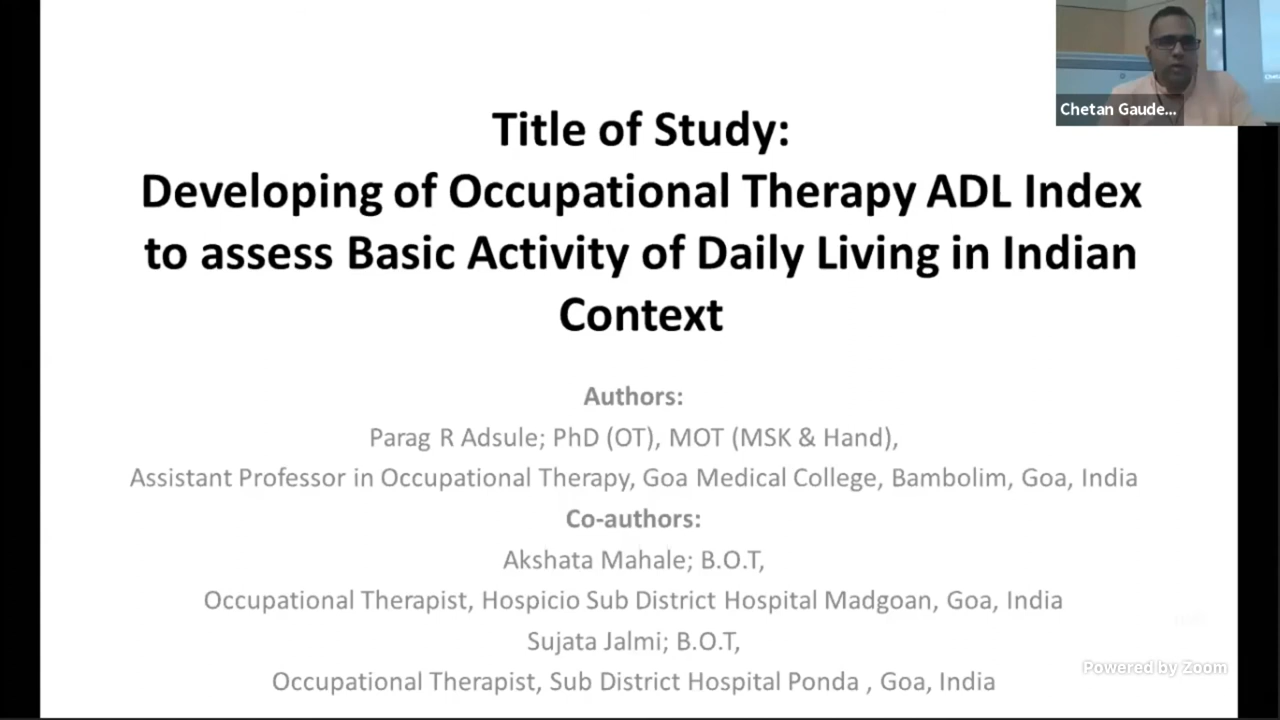 Title of Study:
Developing of Occupational Therapy ADL Index
to assess Basic Activity of Daily Living in Indian
Context
Chetan Gaude...
Authors:
Parag R Adsule; PhD (OT), MOT (MSK & Hand),
Assistant Professor in Occupational Therapy, Goa Medical College, Bambolim, Goa, India
Co-authors:
Akshata Mahale; B.O.T,
Occupational Therapist, Hospicio Sub District Hospital Madgoan, Goa, India
Sujata Jalmi; B.O.T,
Occupational Therapist, Sub District Hospital Ponda , Goa, India
Powered by Zoom